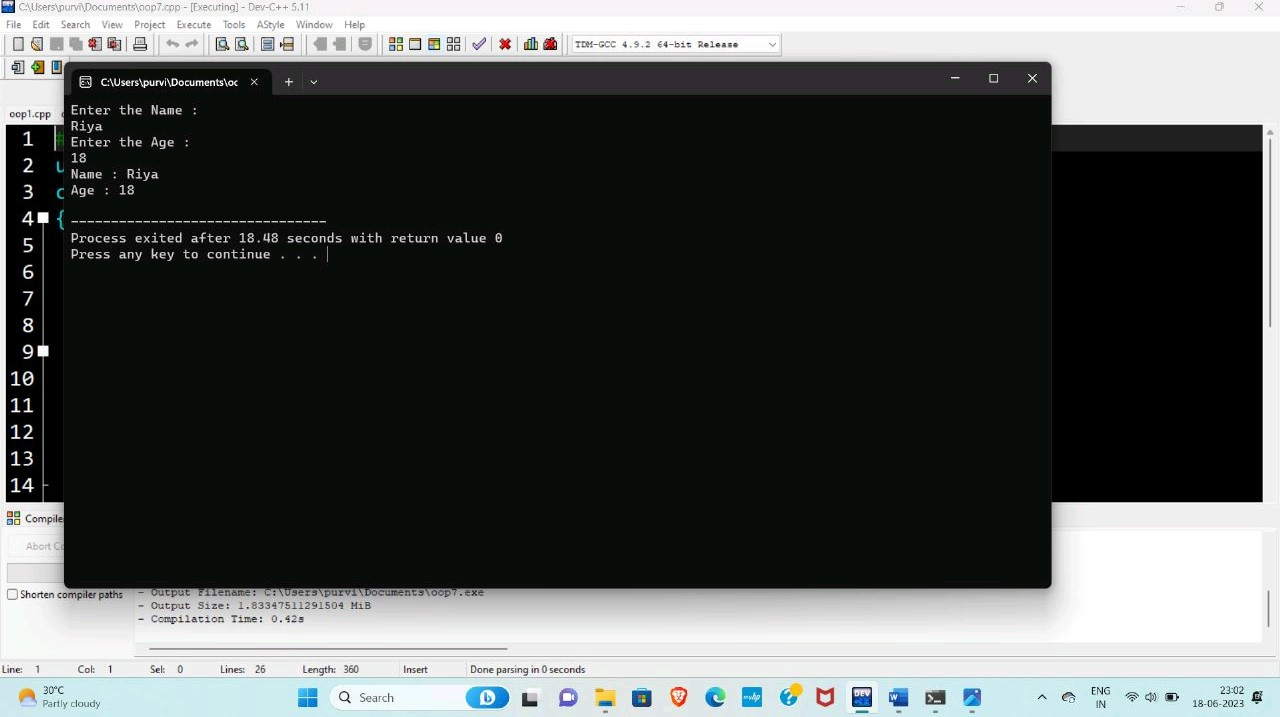 C:\Users\purvi\Documents\oop7.cpp - [Executing] - Dev-C++ 5.11
File Edit Search View Project Execute Tools AStyle Window Help
TDM-GCC 4.9.2 64-bit Release
C:\Users\purvi\Documents\oc
oop1.cpp
Enter the Name :
Riya
Enter the Age :
18
Name : Riya
Age : 18
--------------------------------
Process exited after 18.48 seconds with return value 0
Press any key to continue . . .
1 #
2 u
3 c
4 {
5
6
7
8
9
10
11
12
13
14
Compiler
Abort Co
Shorten compiler paths
- Output Filename: C:\Users\purvi\Documents\oop7.exe
- Output Size: 1.83347511291504 MiB
- Compilation Time: 0.42s
Line: 1 Col: 1 Sel: 0 Lines: 26 Length: 360 Insert Done parsing in 0 seconds
30°C
Partly cloudy
Search
DEV
myhp
ENG
IN
23:02
18-06-2023